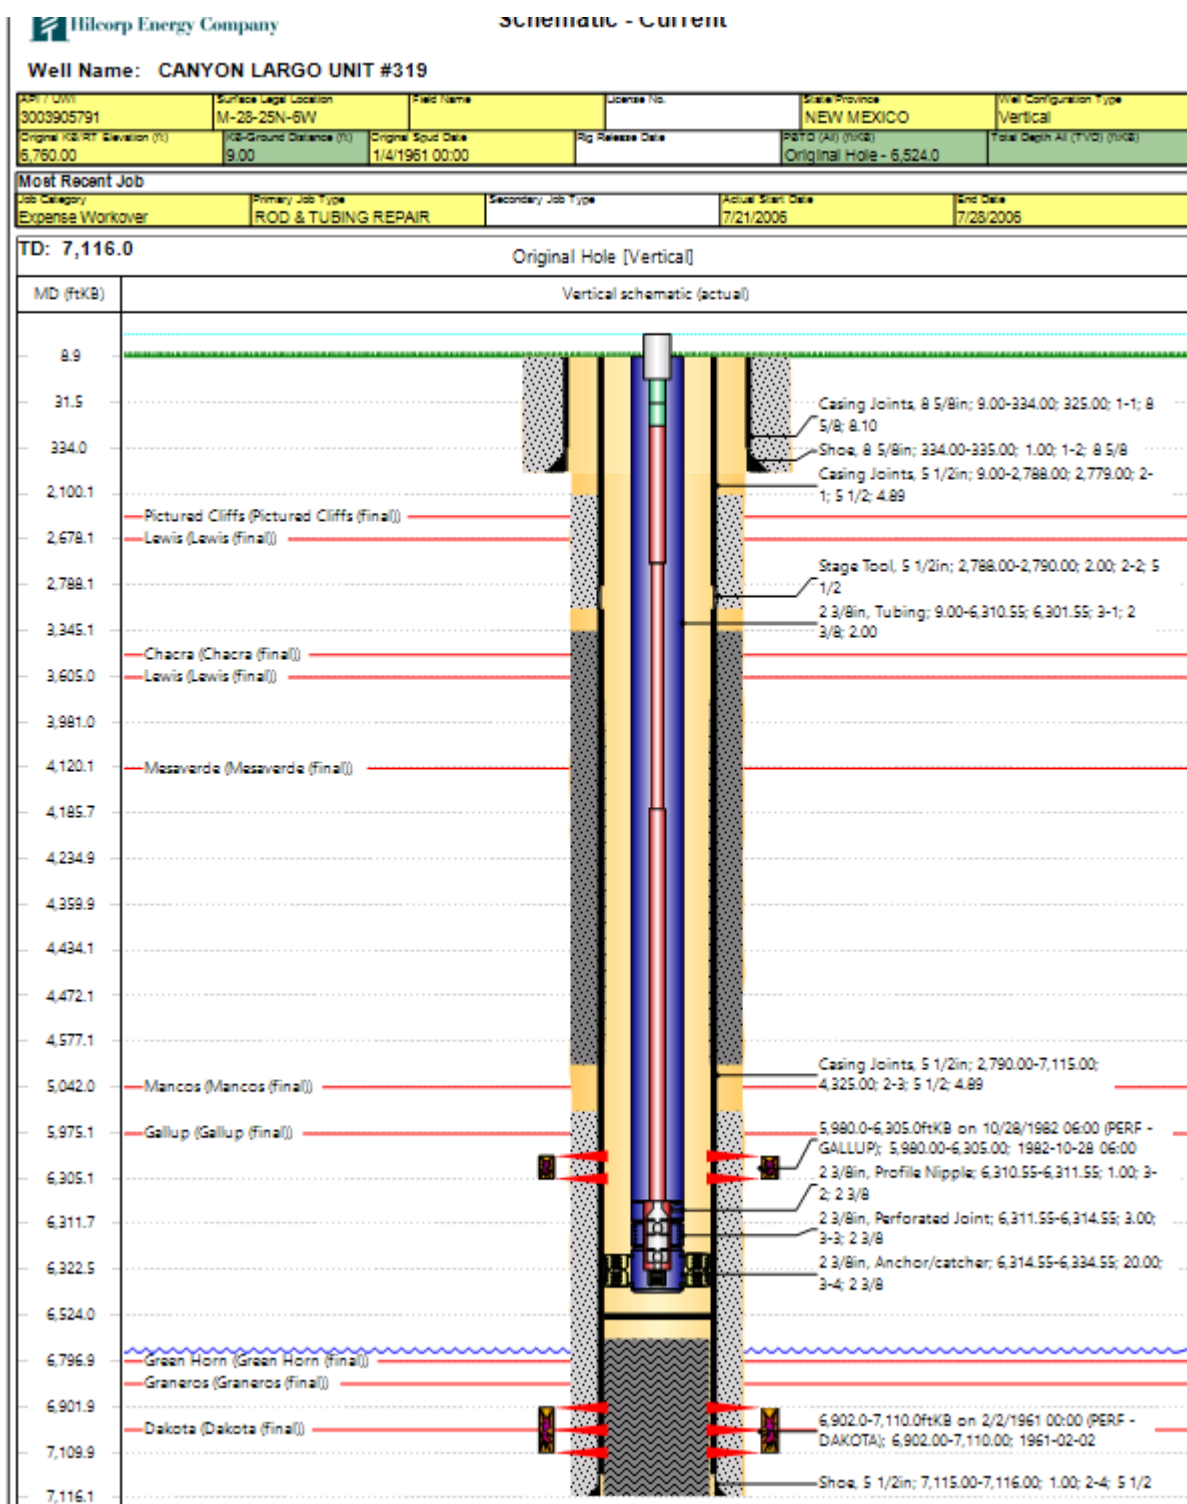 Hilcorp Energy Company
Schematic - Current
Well Name: CANYON LARGO UNIT #319
API / UWI
3003905791
Surface Legal Location
M-28-25N-6W
Field Name
License No.
State/Province
NEW MEXICO
Well Configuration Type
Vertical
Original KB/RT Elevation (ft)
6,760.00
KB-Ground Distance (ft)
9.00
Original Spud Date
1/4/1961 00:00
Rig Release Date
PBTD (All) (ftKB)
Original Hole - 6,524.0
Total Depth All (TVD) (ftKB)
Most Recent Job
Job Category
Expense Workover
Primary Job Type
ROD & TUBING REPAIR
Secondary Job Type
Actual Start Date
7/21/2006
End Date
7/28/2006
TD: 7,116.0
Original Hole [Vertical]
MD (ftKB)
Vertical schematic (actual)
8.9
31.5
Casing Joints, 8 5/8in; 9.00-334.00; 325.00; 1-1; 8
5/8; 8.10
334.0
Shoe, 8 5/8in; 334.00-335.00; 1.00; 1-2; 8 5/8
Casing Joints, 5 1/2in; 9.00-2,788.00; 2,779.00; 2-
1; 5 1/2; 4.89
2,100.1
Pictured Cliffs (Pictured Cliffs (final))
2,678.1
Lewis (Lewis (final))
Stage Tool, 5 1/2in; 2,788.00-2,790.00; 2.00; 2-2; 5
1/2
2,788.1
2 3/8in, Tubing; 9.00-6,310.55; 6,301.55; 3-1; 2
3/8; 2.00
3,345.1
Chacra (Chacra (final))
3,605.0
Lewis (Lewis (final))
3,981.0
4,120.1
Mesaverde (Mesaverde (final))
4,185.7
4,234.9
4,359.9
4,434.1
4,472.1
4,577.1
Casing Joints, 5 1/2in; 2,790.00-7,115.00;
4,325.00; 2-3; 5 1/2; 4.89
5,042.0
Mancos (Mancos (final))
5,975.1
Gallup (Gallup (final))
5,980.0-6,305.0ftKB on 10/28/1982 06:00 (PERF -
GALLUP); 5,980.00-6,305.00; 1982-10-28 06:00
6,305.1
2 3/8in, Profile Nipple; 6,310.55-6,311.55; 1.00; 3-
2; 2 3/8
6,311.7
2 3/8in, Perforated Joint; 6,311.55-6,314.55; 3.00;
3-3; 2 3/8
6,322.5
2 3/8in, Anchor/catcher; 6,314.55-6,334.55; 20.00;
3-4; 2 3/8
6,524.0
6,796.9
Green Horn (Green Horn (final))
Graneros (Graneros (final))
6,901.9
Dakota (Dakota (final))
6,902.0-7,110.0ftKB on 2/2/1961 00:00 (PERF -
DAKOTA); 6,902.00-7,110.00; 1961-02-02
7,109.9
Shoe, 5 1/2in; 7,115.00-7,116.00; 1.00; 2-4; 5 1/2
7,116.1